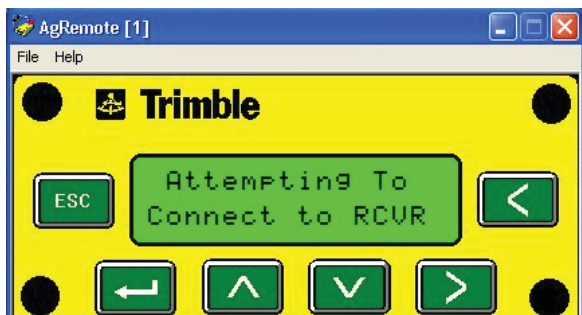 AgRemote [1]
File Help
Trimble
ESC
Attempting To
Connect to RCVR